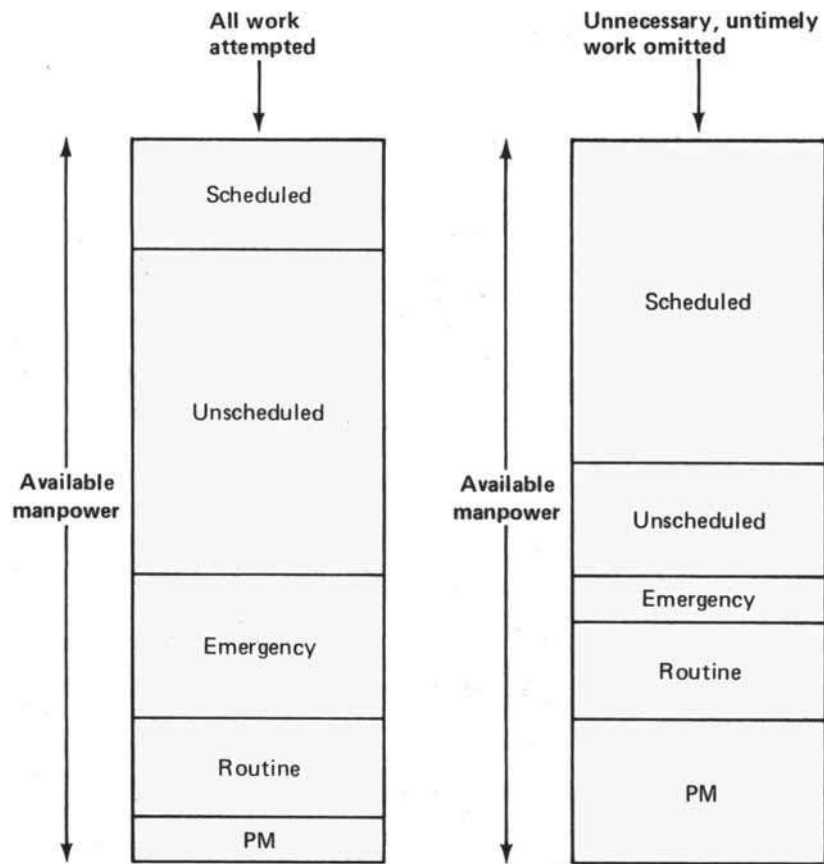 All work
attempted
Scheduled
Unscheduled
Available
manpower
Emergency
Routine
PM
Unnecessary, untimely
work omitted
Scheduled
Available
manpower
Unscheduled
Emergency
Routine
PM